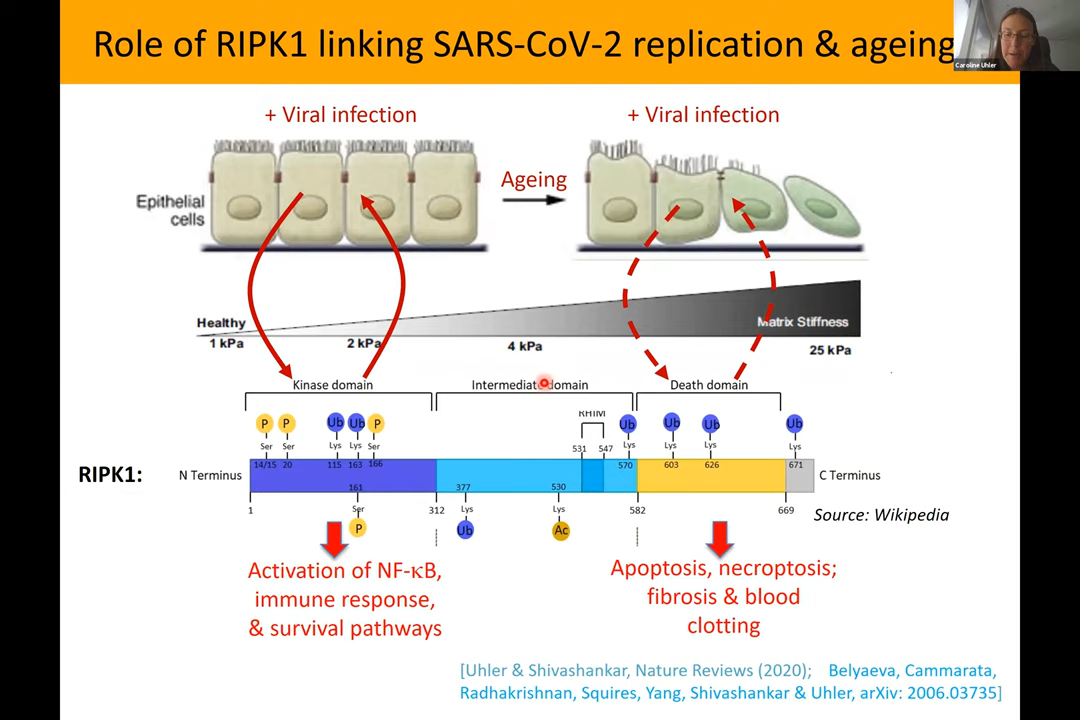 Role of RIPK1 linking SARS-CoV-2 replication & ageing
Caroline Uhler
+ Viral infection
+ Viral infection
Epithelial
cells
Ageing
Healthy
Matrix Stiffness
1 kPa
2 kPa
4 kPa
25 kPa
Kinase domain
Intermediate domain
Death domain
RHIM
P P Ub Ub P
Ub Ub Ub Ub
Ser Ser Lys Lys Ser
531 547
Lys Lys Lys Lys
14/15 20 115 163 166
570 603 626 671
RIPK1:
N Terminus
C Terminus
161 377 530
Ser Lys Lys
1 312 582 669
P Ub Ac
Source: Wikipedia
Activation of NF-κB,
immune response,
& survival pathways
Apoptosis, necroptosis;
fibrosis & blood
clotting
[Uhler & Shivashankar, Nature Reviews (2020); Belyaeva, Cammarata,
Radhakrishnan, Squires, Yang, Shivashankar & Uhler, arXiv: 2006.03735]